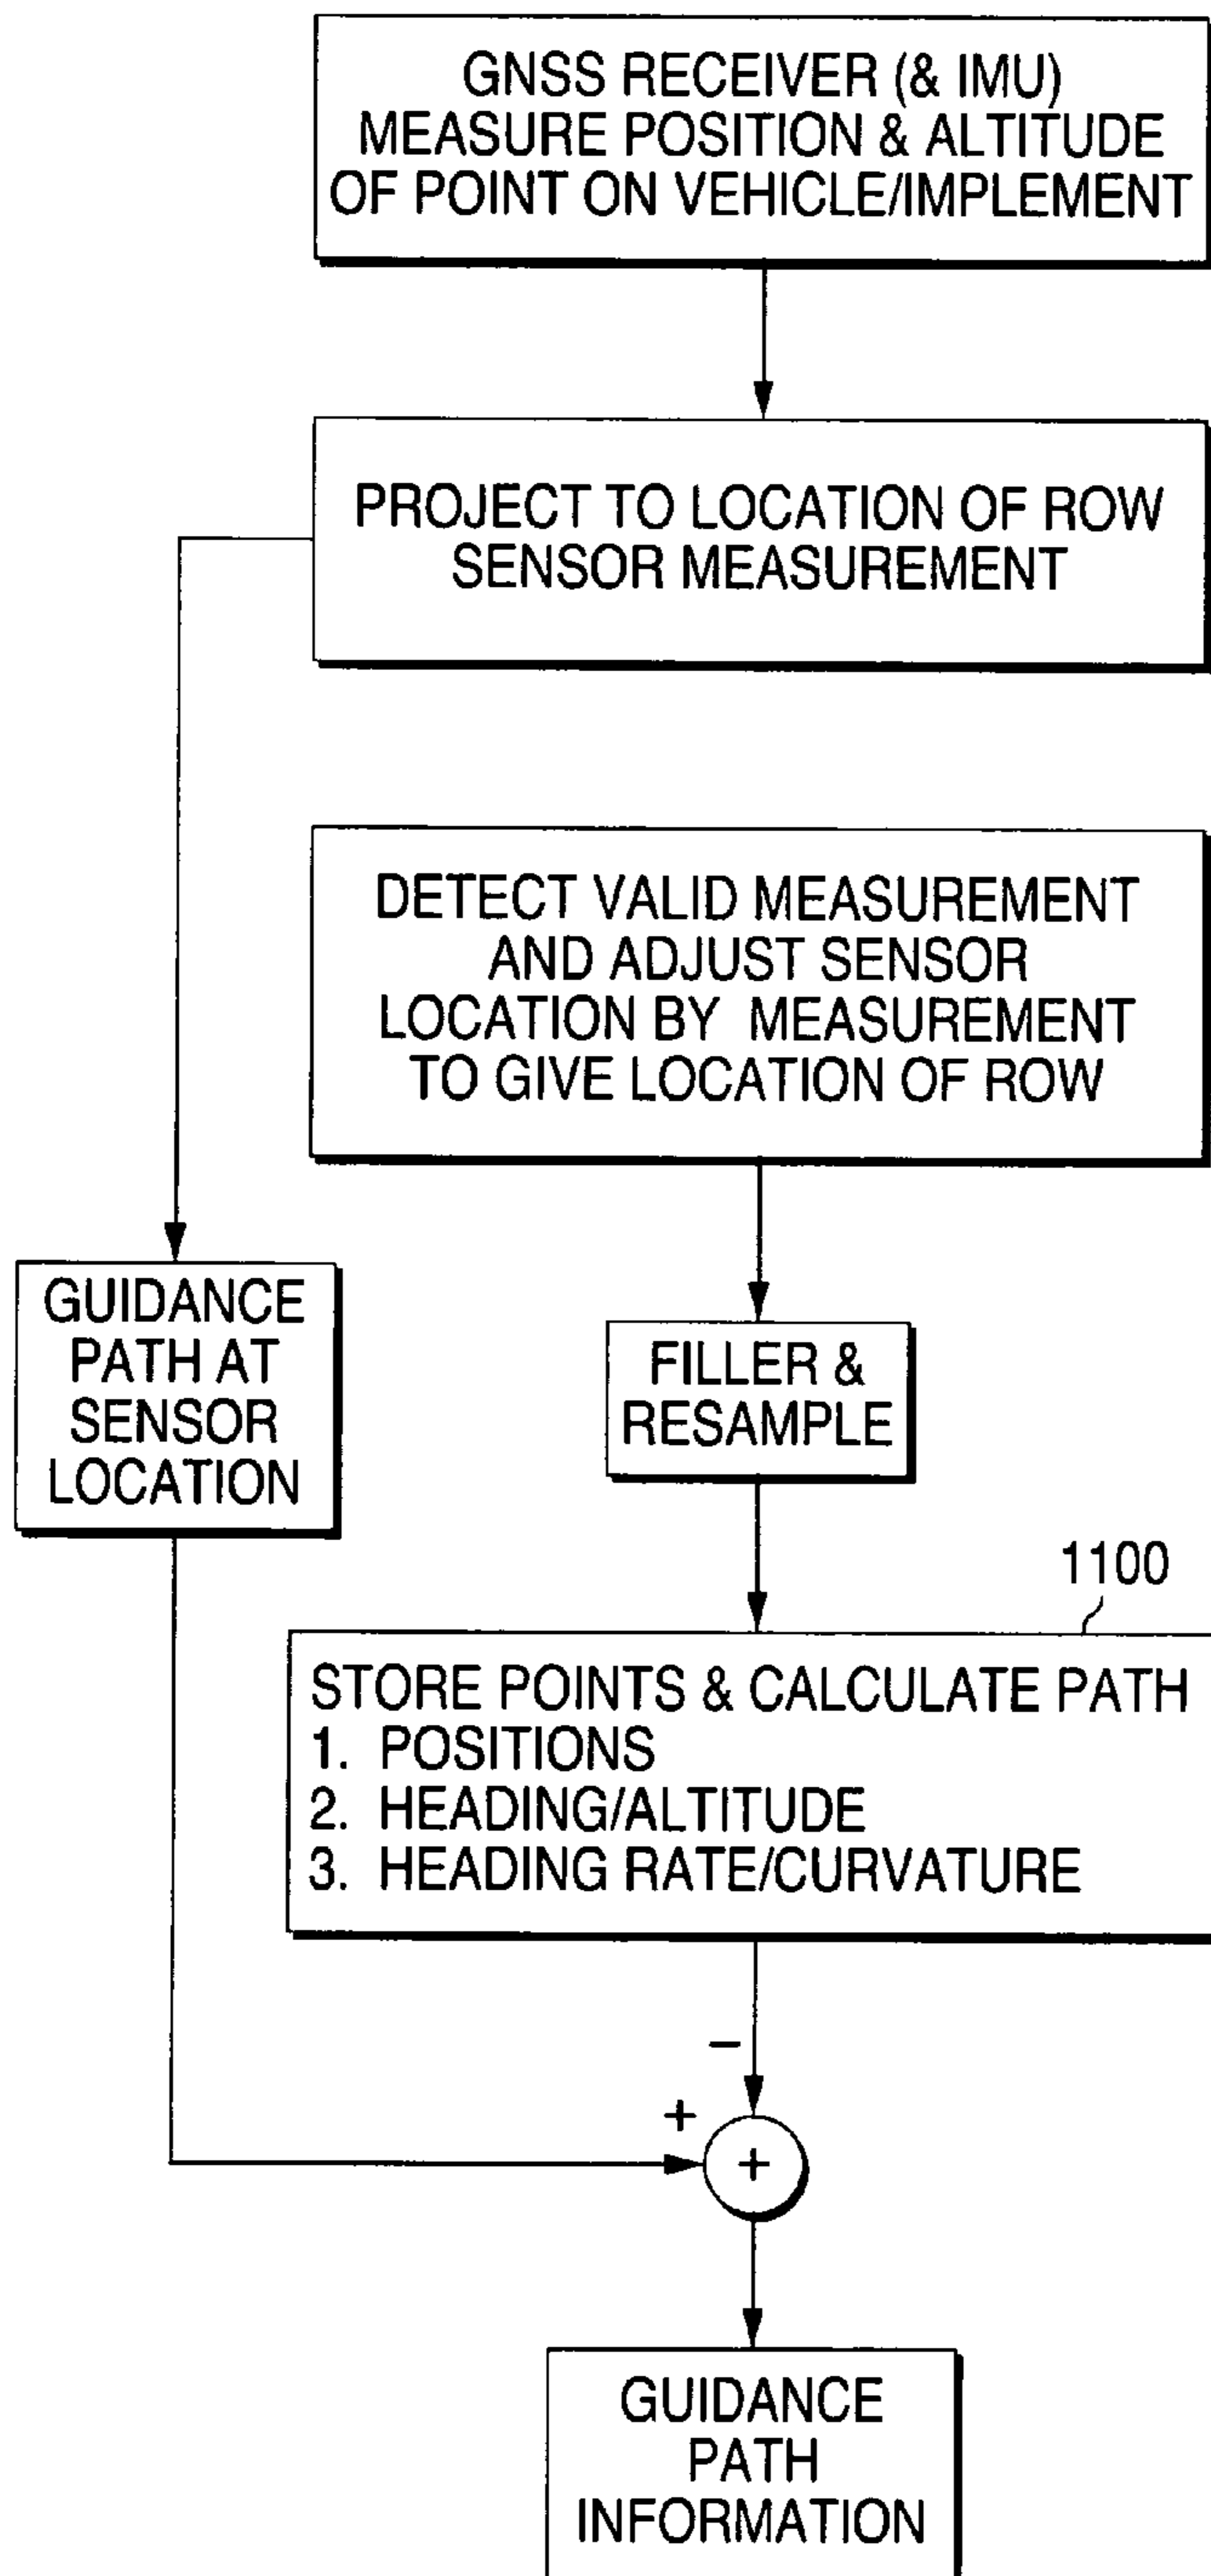 GNSS RECEIVER (& IMU)
MEASURE POSITION & ALTITUDE
OF POINT ON VEHICLE/IMPLEMENT
PROJECT TO LOCATION OF ROW
SENSOR MEASUREMENT
DETECT VALID MEASUREMENT
AND ADJUST SENSOR
LOCATION BY MEASUREMENT
TO GIVE LOCATION OF ROW
GUIDANCE
PATH AT
SENSOR
LOCATION
FILLER &
RESAMPLE
1100
STORE POINTS & CALCULATE PATH
1. POSITIONS
2. HEADING/ALTITUDE
3. HEADING RATE/CURVATURE
−
+
+
GUIDANCE
PATH
INFORMATION